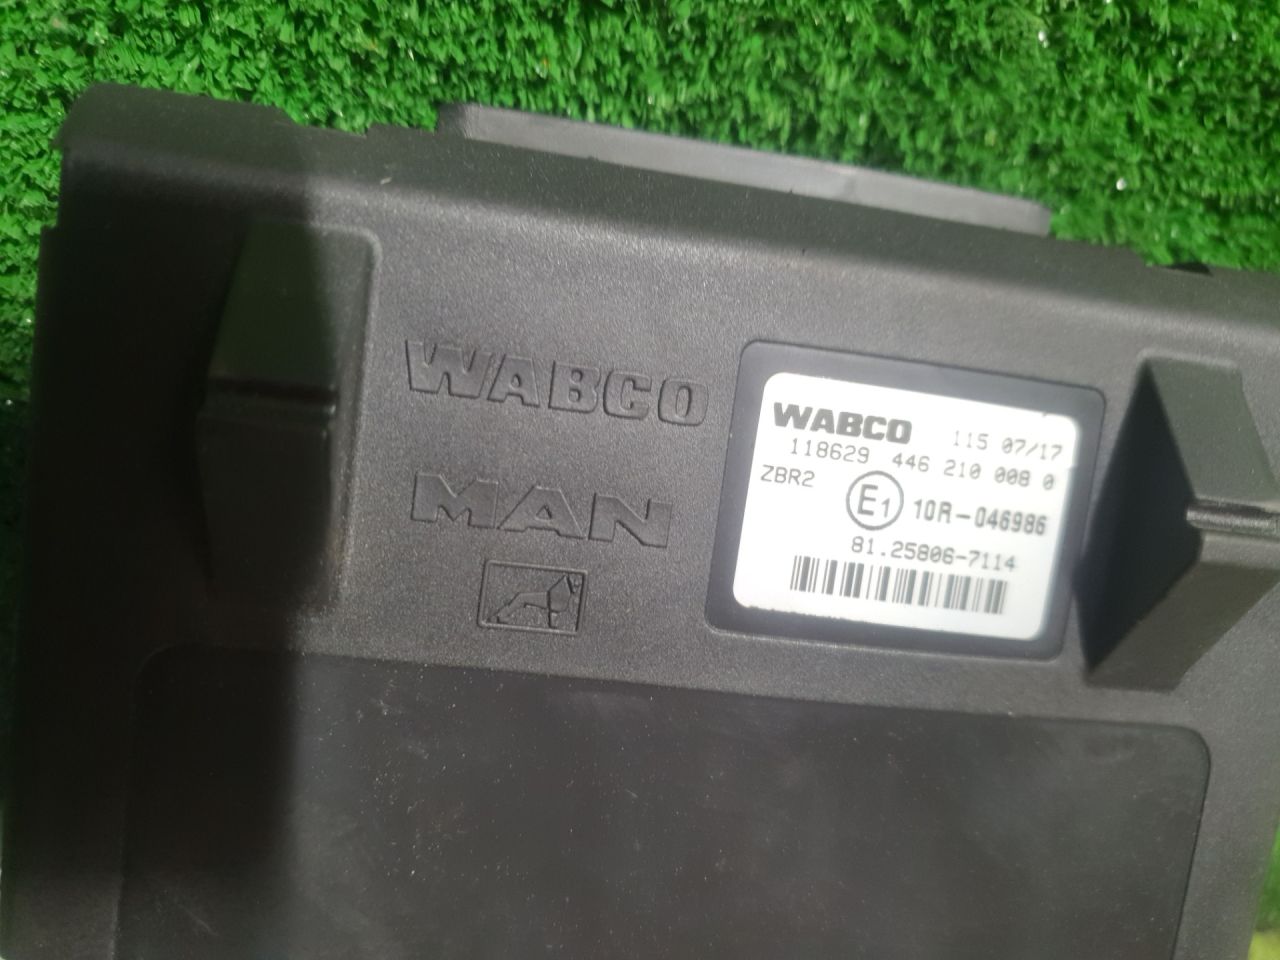 WABCO
MAN
WABCO 115 07/17
118629 446 210 008 0
ZBR2 E1 10R-046986
81.25806-7114